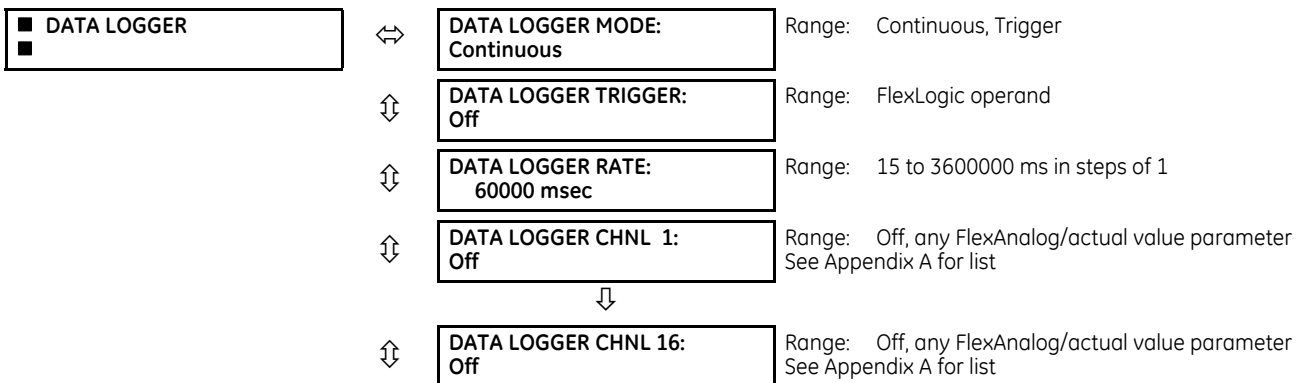 ■ DATA LOGGER
■
DATA LOGGER MODE:
Continuous
Range: Continuous, Trigger
DATA LOGGER TRIGGER:
Off
Range: FlexLogic operand
DATA LOGGER RATE:
60000 msec
Range: 15 to 3600000 ms in steps of 1
DATA LOGGER CHNL 1:
Off
Range: Off, any FlexAnalog/actual value parameter
See Appendix A for list
DATA LOGGER CHNL 16:
Off
Range: Off, any FlexAnalog/actual value parameter
See Appendix A for list